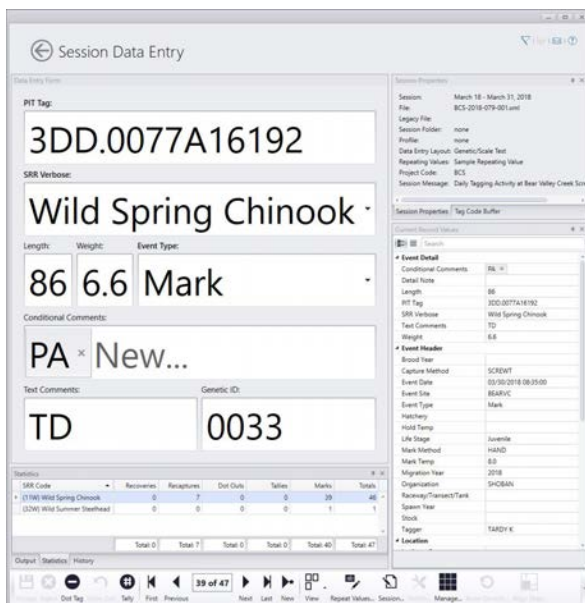 Session Data Entry
Data Entry Form
PIT Tag:
3DD.0077A16192
SRR Verbose:
Wild Spring Chinook
Length: Weight: Event Type:
86 6.6 Mark
Conditional Comments:
PA × New...
Text Comments: Genetic ID:
TD 0033
Statistics
SRR Code Recoveries Recaptures Dot Outs Tallies Marks Totals
(11W) Wild Spring Chinook 0 7 0 0 39 46
(32W) Wild Summer Steelhead 0 0 0 0 1 1
Total: 0 Total: 7 Total: 0 Total: 0 Total: 40 Total: 47
Output Statistics History
Session Properties
Session: March 18 - March 31, 2018
File: BCS-2018-079-001.xml
Legacy File:
Session Folder: none
Profile: none
Data Entry Layout: Genetic/Scale Text
Repeating Values: Sample Repeating Value
Project Code: BCS
Session Message: Daily Tagging Activity at Bear Valley Creek Scr
Session Properties Tag Code Buffer
Current Record Values
Search
Event Detail
Conditional Comments PA ×
Detail Note
Length 86
PIT Tag 3DD.0077A16192
SRR Verbose Wild Spring Chinook
Text Comments TD
Weight 6.6
Event Header
Brood Year
Capture Method SCREWT
Event Date 03/30/2018 08:35:00
Event Site BEARVC
Event Type Mark
Hatchery
Hold Temp
Life Stage Juvenile
Mark Method HAND
Mark Temp 8.0
Migration Year 2018
Organization SHOBAN
Raceway/Transect/Tank
Spawn Year
Stock
Tagger TARDY K
Location
Dot Tag Tally First Previous 39 of 47 Next Last New View Repeat Values... Session... Manage...